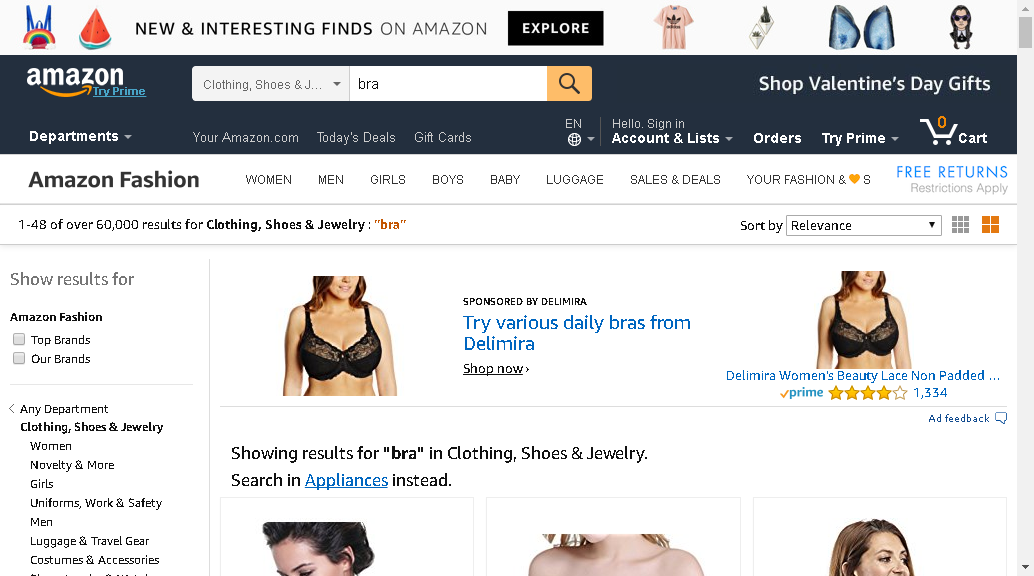 NEW & INTERESTING FINDS ON AMAZON EXPLORE
amazon
Try Prime
Clothing, Shoes & J...
bra
Shop Valentine's Day Gifts
Departments
Your Amazon.com
Today's Deals
Gift Cards
EN
Hello. Sign in
Account & Lists
Orders
Try Prime
0
Cart
Amazon Fashion
WOMEN
MEN
GIRLS
BOYS
BABY
LUGGAGE
SALES & DEALS
YOUR FASHION & 🧡 S
FREE RETURNS
Restrictions Apply
1-48 of over 60,000 results for Clothing, Shoes & Jewelry : "bra"
Sort by Relevance
Show results for
Amazon Fashion
Top Brands
Our Brands
Any Department
Clothing, Shoes & Jewelry
Women
Novelty & More
Girls
Uniforms, Work & Safety
Men
Luggage & Travel Gear
Costumes & Accessories
SPONSORED BY DELIMIRA
Try various daily bras from
Delimira
Shop now ›
Delimira Women's Beauty Lace Non Padded ...
prime
1,334
Ad feedback
Showing results for "bra" in Clothing, Shoes & Jewelry.
Search in Appliances instead.